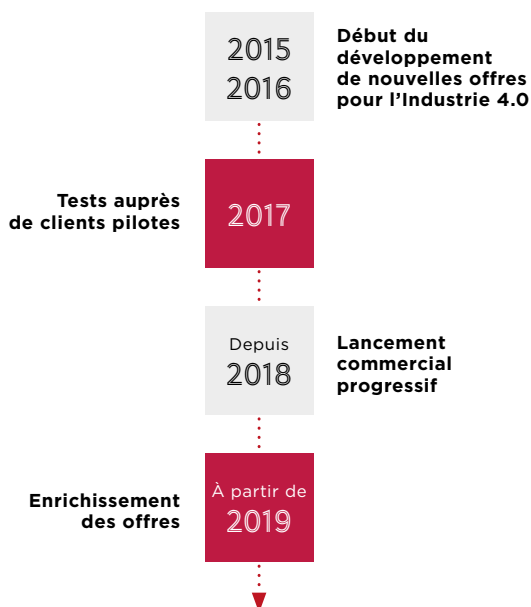 2015
2016
Début du
développement
de nouvelles offres
pour l'Industrie 4.0
Tests auprès
de clients pilotes
2017
Depuis
2018
Lancement
commercial
progressif
Enrichissement
des offres
À partir de
2019